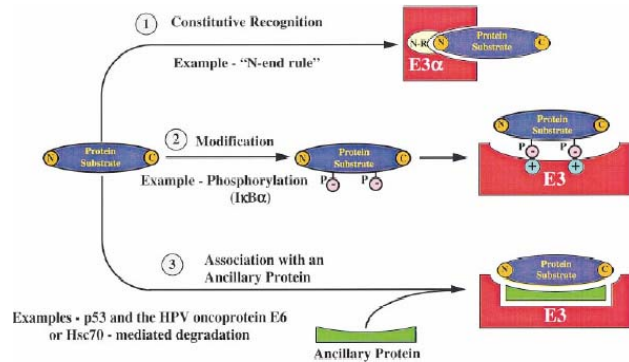 1 Constitutive Recognition
Example - “N-end rule”
N-R N Protein Substrate C
E3α
N Protein Substrate C
2 Modification
Example - Phosphorylation
(IκBα)
N Protein Substrate C
P - P -
N Protein Substrate C
P - P -
+ + E3
3 Association with an
Ancillary Protein
Examples - p53 and the HPV oncoprotein E6
or Hsc70 - mediated degradation
Ancillary Protein
N Protein Substrate C
E3